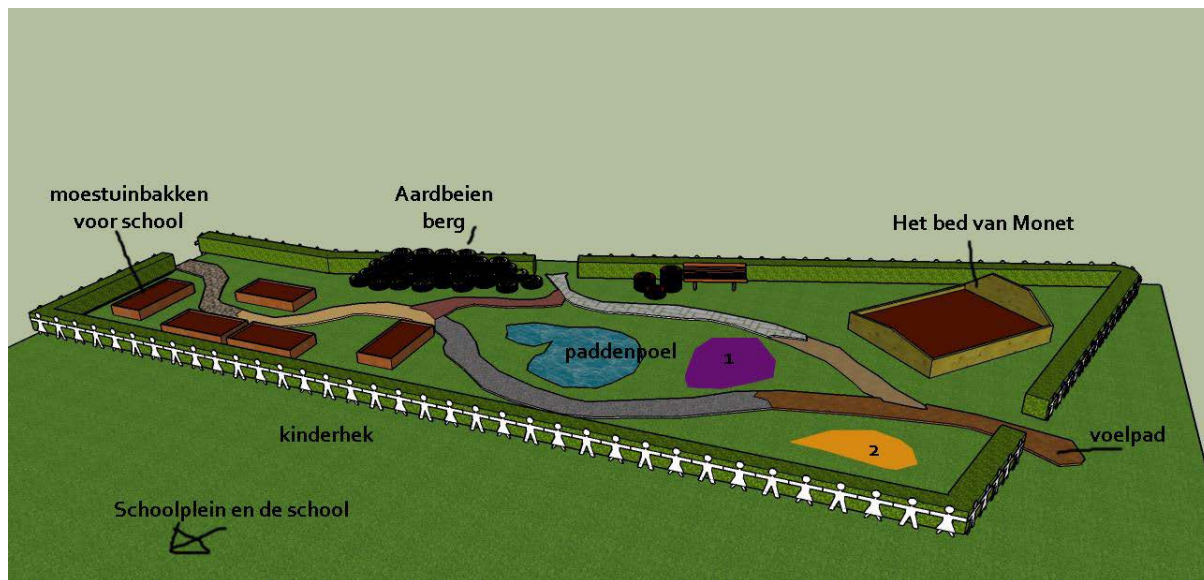 moestuinbakken
voor school
Aardbeien
berg
Het bed van Monet
paddenpoel
1
2
kinderhek
voelpad
Schoolplein en de school